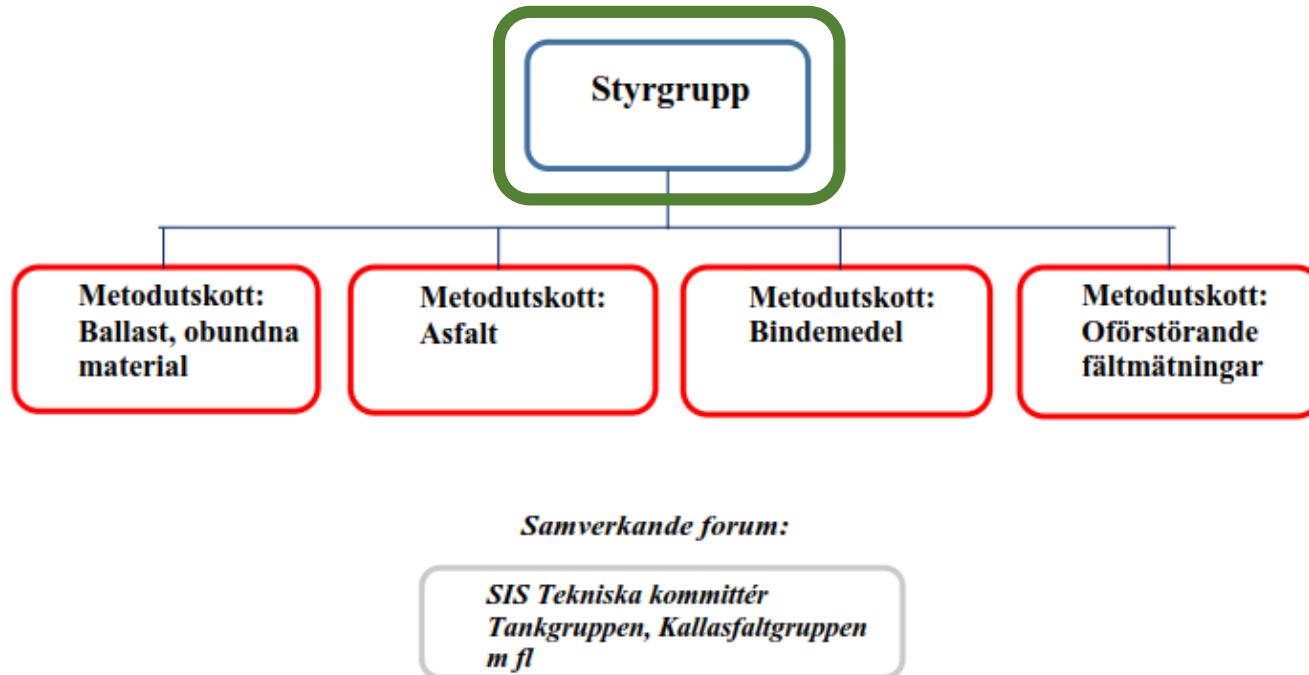 Styrgrupp
Metodutskott:
Ballast, obundna
material
Metodutskott:
Asfalt
Metodutskott:
Bindemedel
Metodutskott:
Oförstörande
fältmätningar
Samverkande forum:
SIS Tekniska kommittér
Tankgruppen, Kallasfaltgruppen
m fl